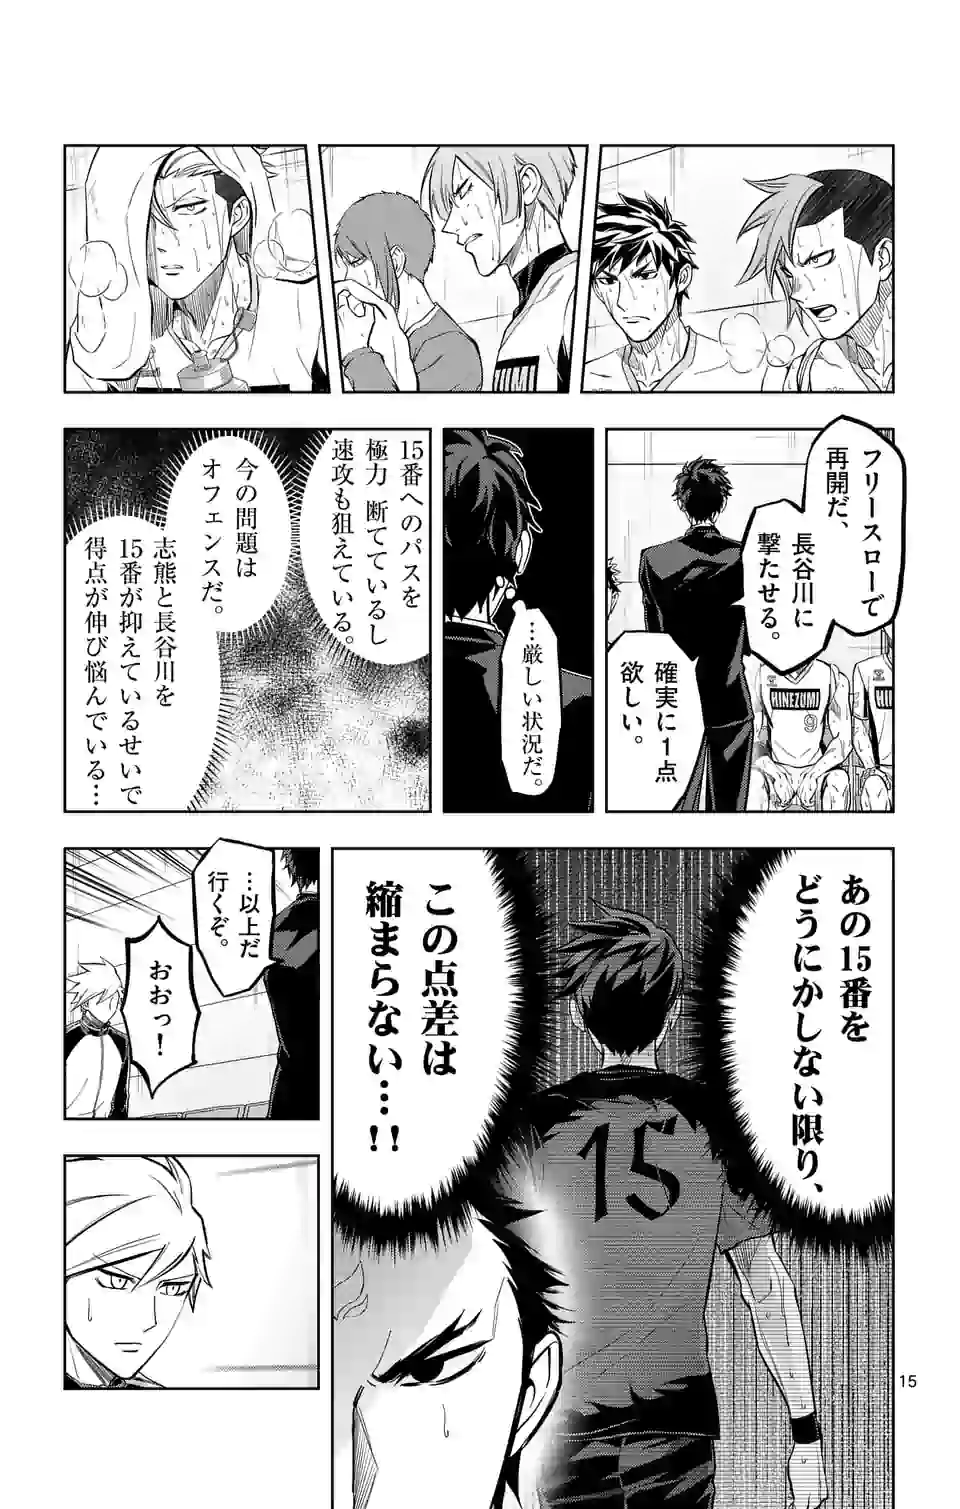 RINEZUMI
フリースローで
再開だ、
長谷川に
撃たせる。
確実に1点
欲しい。
KINEZUMI
9
…厳しい状況だ。
15番へのパスを
極力 断てているし
速攻も狙えている。
今の問題は
オフェンスだ。
志熊と長谷川を
15番が抑えているせいで
得点が伸び悩んでいる…
あの15番を
どうにかしない限り、
この点差は
縮まらない…!!
15
…以上だ
行くぞ。
おおっ!
15